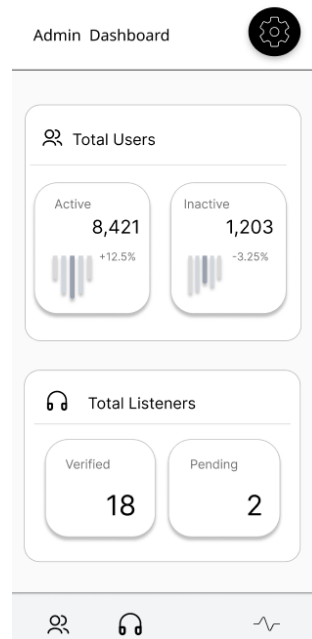 Admin Dashboard
Total Users
Active
8,421
+12.5%
Inactive
1,203
-3.25%
Total Listeners
Verified
18
Pending
2